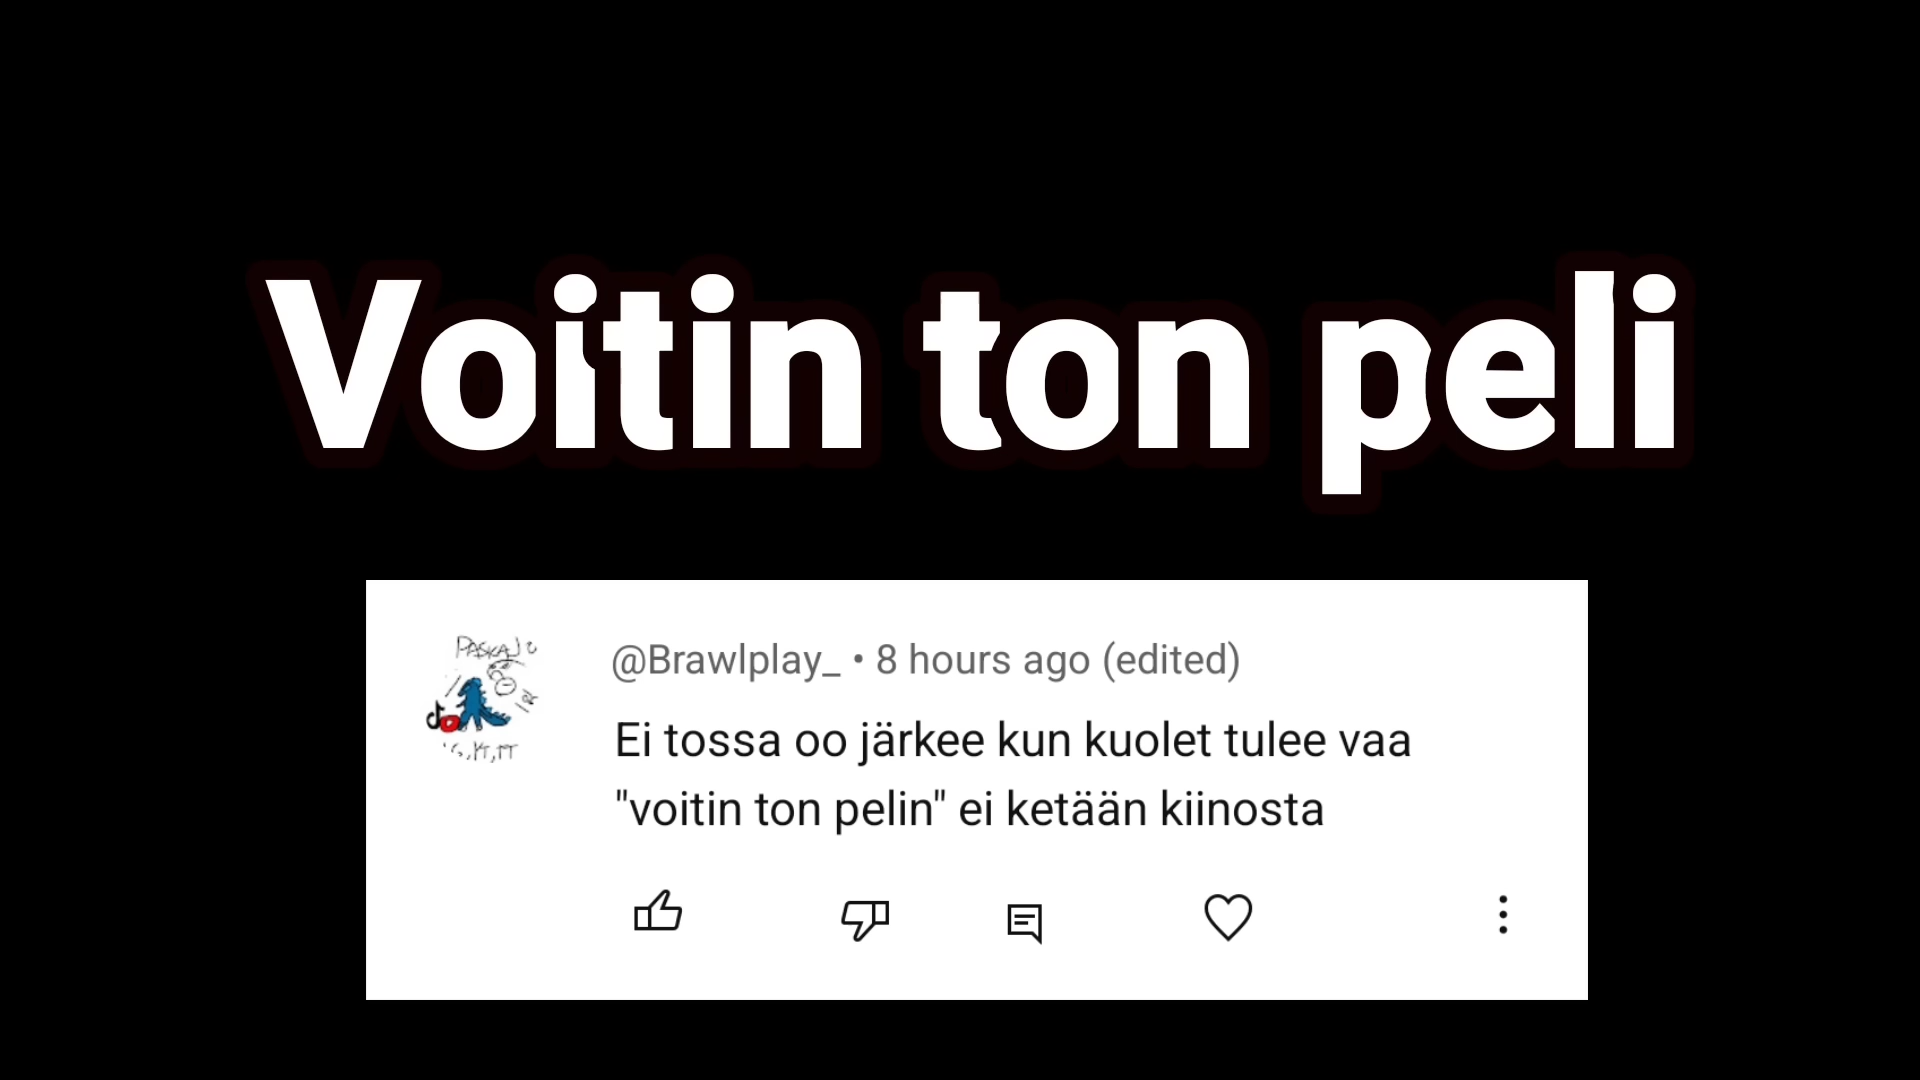 Voitin ton peli
@Brawlplay_ • 8 hours ago (edited)
Ei tossa oo järkee kun kuolet tulee vaa
"voitin ton pelin" ei ketään kiinosta